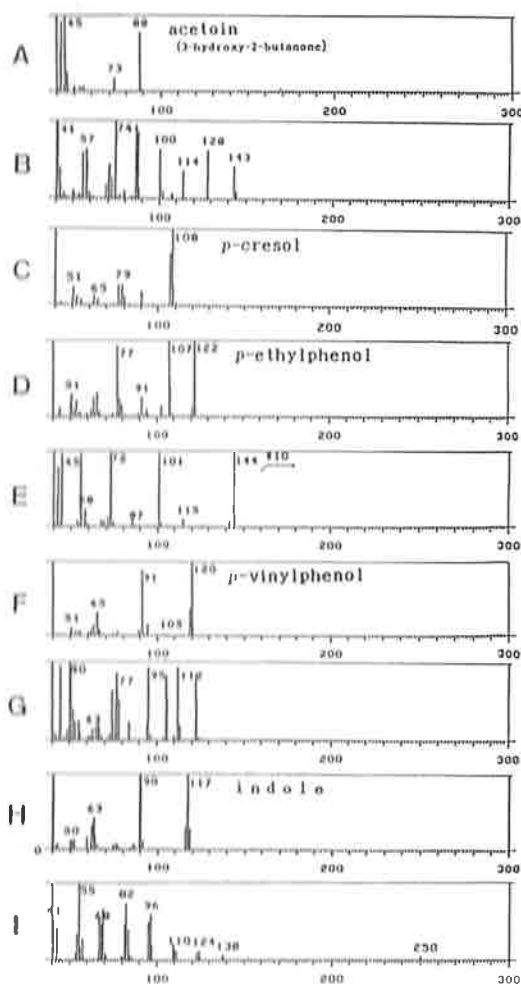 A
45
88
acetoin
(3-hydroxy-2-butanone)
73
100 200 300
B
41 57 74 100 128
114 143
100 200 300
C
108
p-cresol
51 65 79
100 200 300
D
77 107 122
p-ethylphenol
51 91
100 200 300
E
45 73 101 144
87 115
100 200 300
F
91 120
p-vinylphenol
51 65 105
100 200 300
G
77 95 112
100 200 300
H
90 117
indole
63
0
100 200 300
I
55 82
96
110 124 138 250
100 200 300